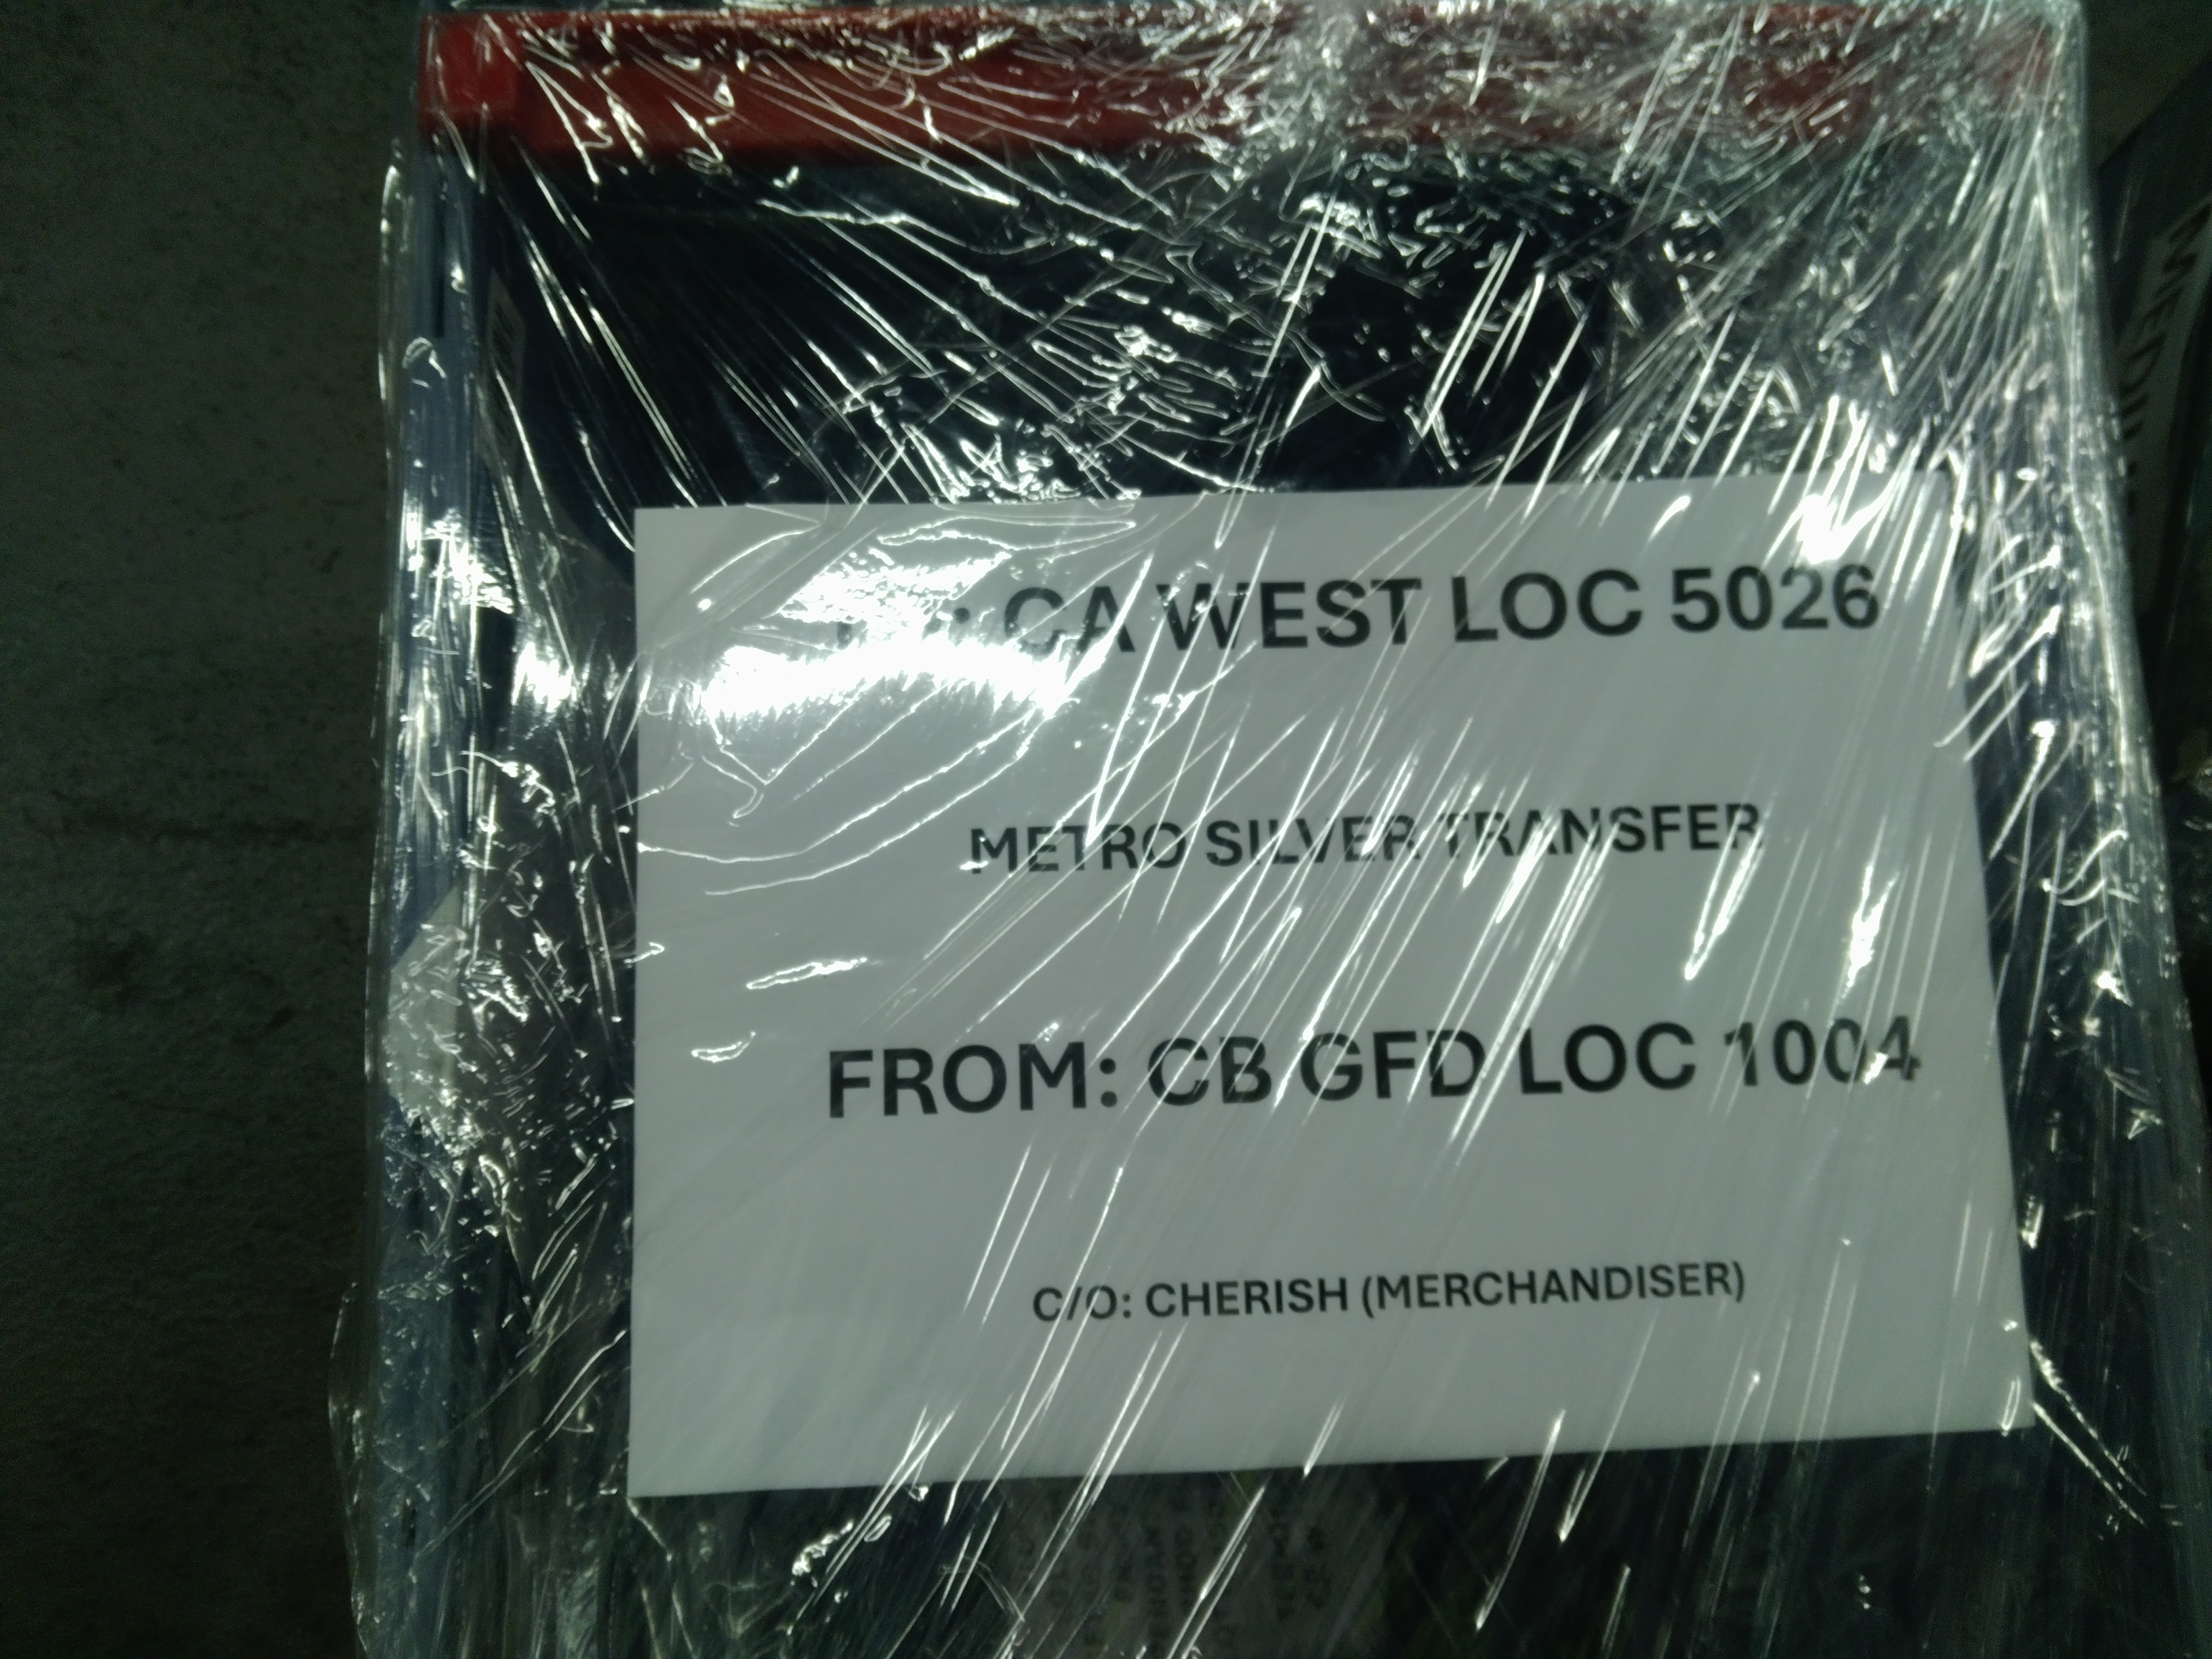 : CA WEST LOC 5026
METRO SILVER TRANSFER
FROM: CB GFD LOC 1004
C/O: CHERISH (MERCHANDISER)